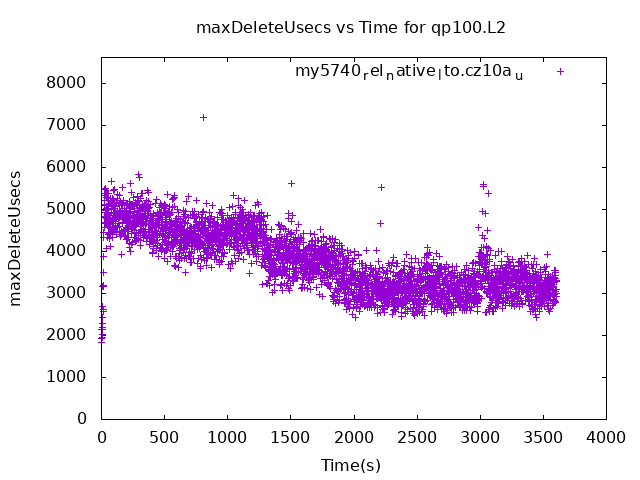 maxDeleteUsecs vs Time for qp100.L2
my5740relnativelto.cz10au
8000
7000
6000
5000
4000
3000
2000
1000
0
maxDeleteUsecs
0 500 1000 1500 2000 2500 3000 3500 4000
Time(s)